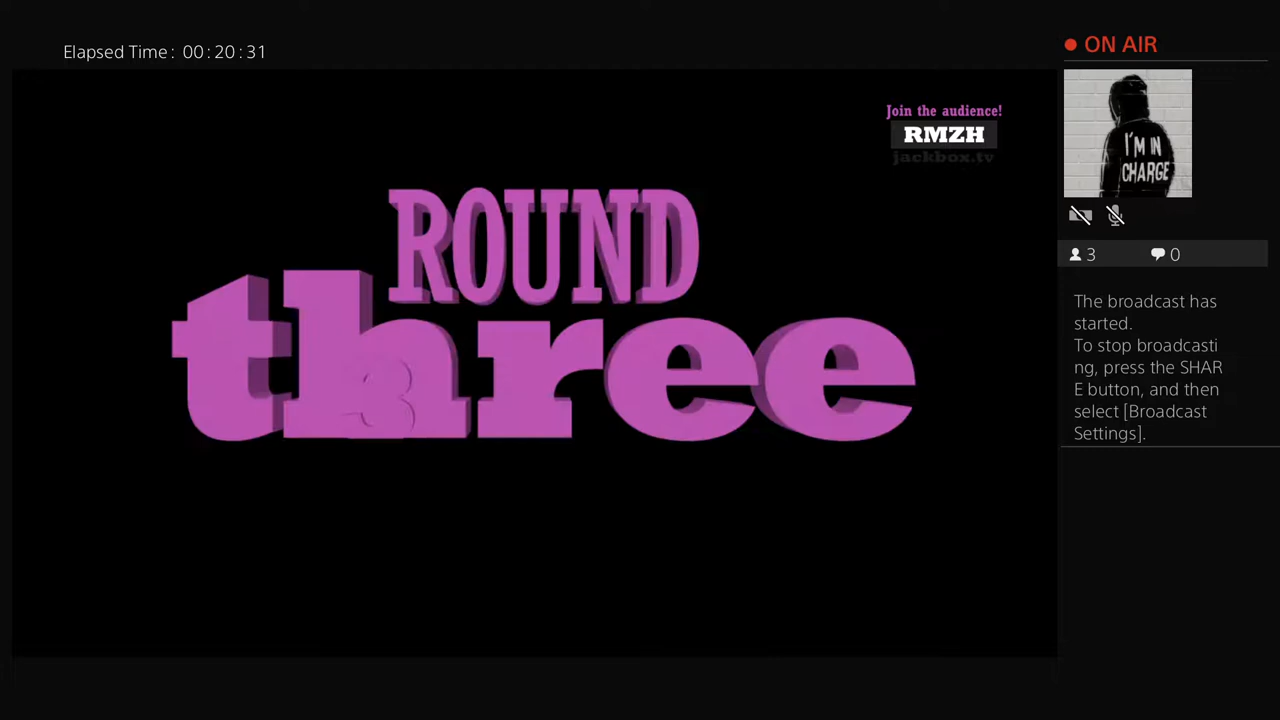 Elapsed Time: 00:20:31
ON AIR
Join the audience!
RMZH
jackbox.tv
I'M IN
CHARGE
ROUND
three
3
3
0
The broadcast has
started.
To stop broadcasti
ng, press the SHAR
E button, and then
select [Broadcast
Settings].